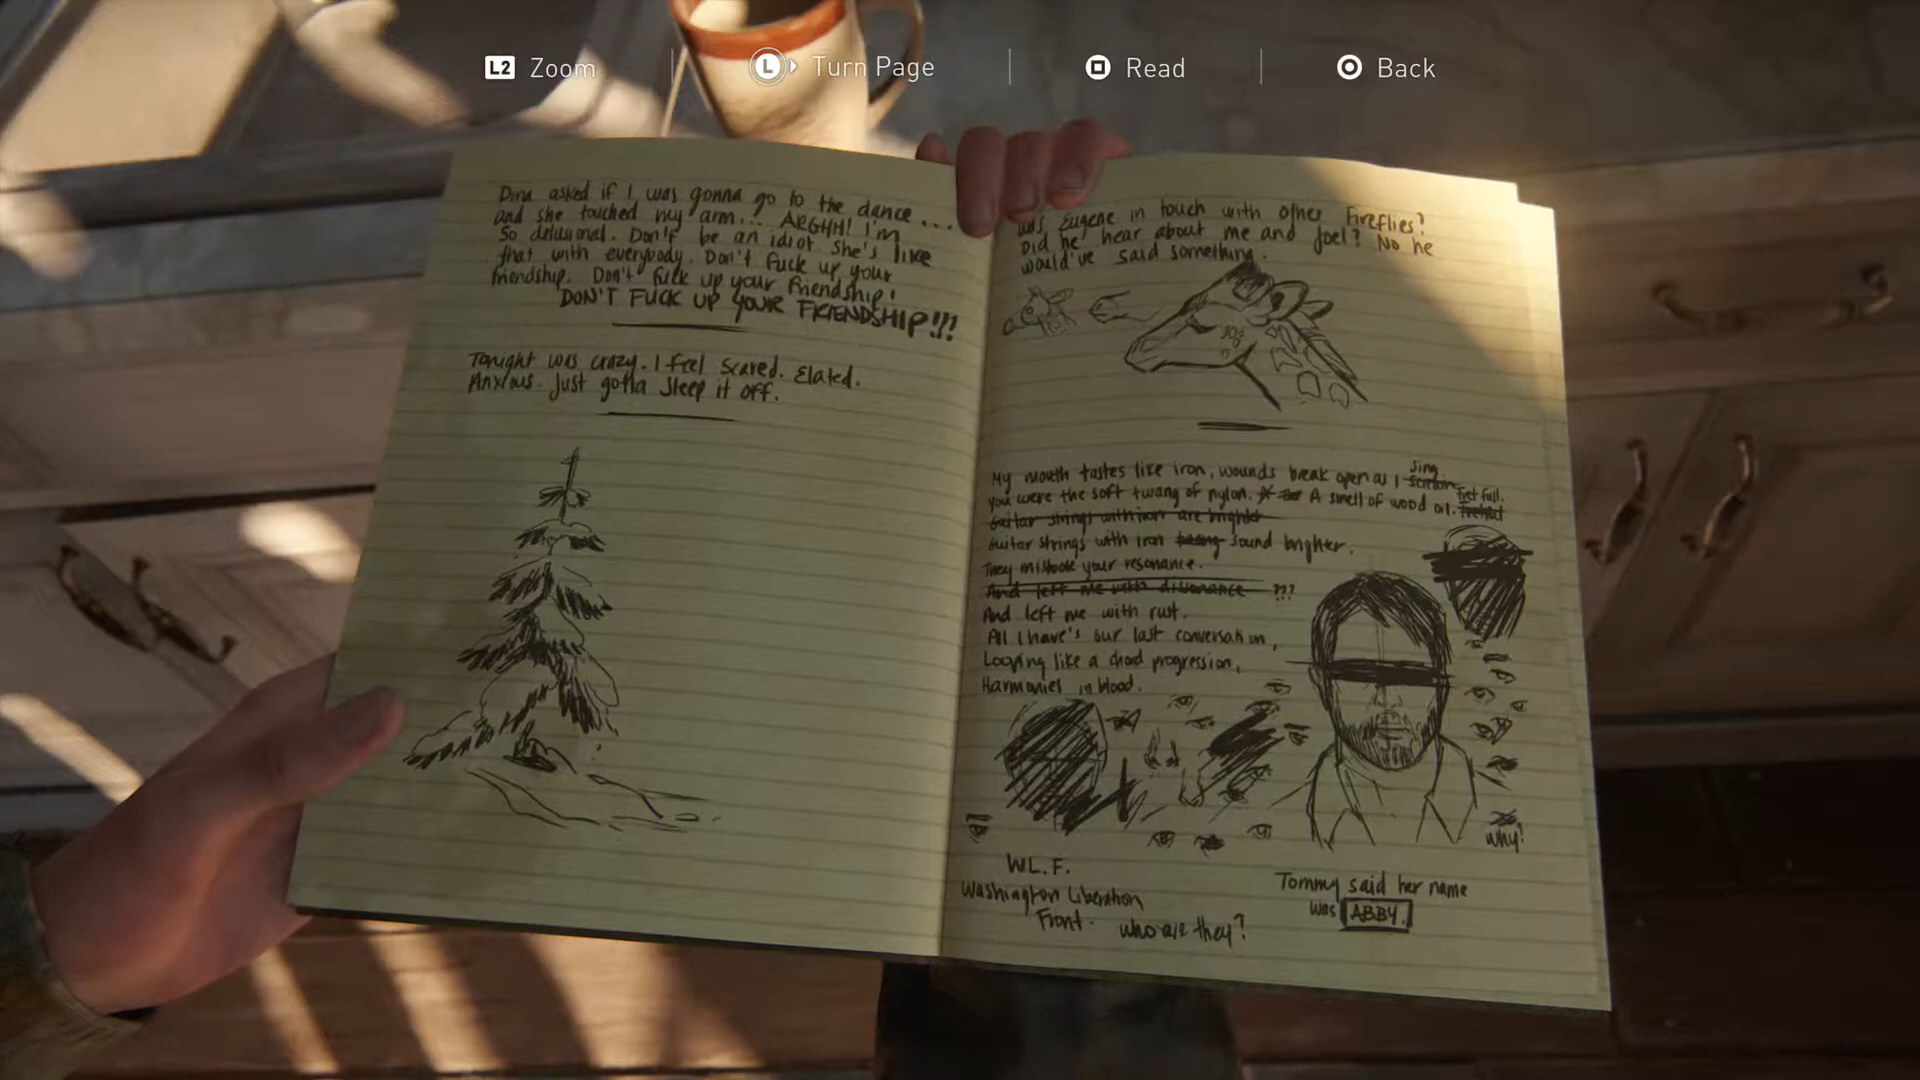 L2 Zoom
L Turn Page
Read
Back
Dina asked if I was gonna go to the dance...
and she touched my arm... ARGHH! I'm
so delusional. Don't be an idiot she's like
that with everybody. Don't fuck up your
friendship. Don't fuck up your friendship!
DON'T FUCK UP YOUR FRIENDSHIP!!!
Tonight was crazy. I feel scared. Elated.
Anxious. Just gotta sleep it off.
Was Eugene in touch with other Fireflies?
Did he hear about me and Joel? No he
would've said something.
My mouth tastes like iron, wounds break open as I scream sing
You were the soft twang of nylon. A smell of wood oil. Fretfull.
Guitar strings with iron are brighter
Guitar strings with iron being sound brighter.
They mistook your resonance.
And left me with dissonance ???
And left me with rust.
All I have's our last conversation,
Looping like a chord progression,
Harmonies in blood.
why?
W.L.F.
Washington Liberation
Front. who are they?
Tommy said her name
was ABBY.